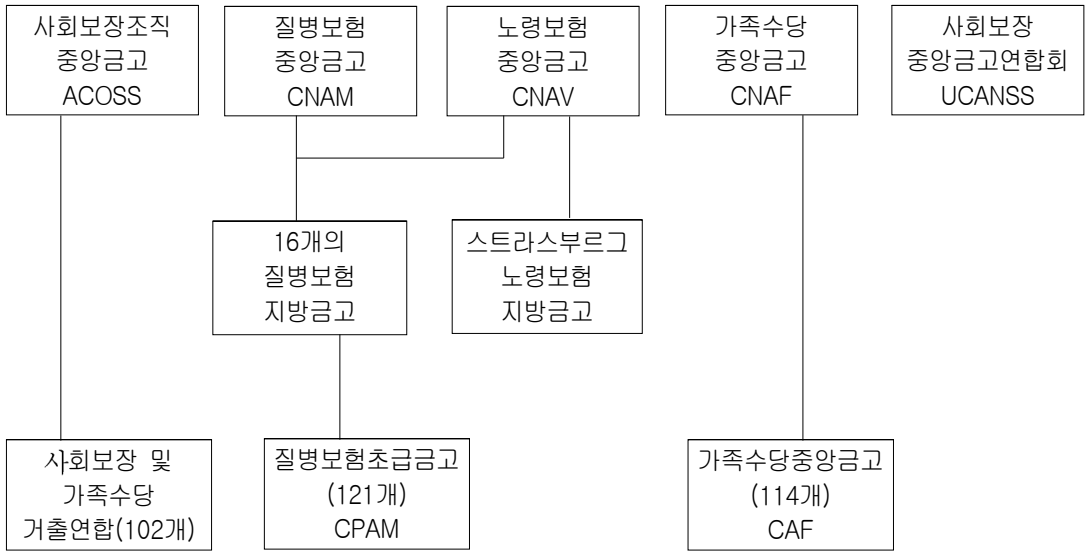 사회보장조직
중앙금고
ACOSS
질병보험
중앙금고
CNAM
노령보험
중앙금고
CNAV
가족수당
중앙금고
CNAF
사회보장
중앙금고연합회
UCANSS
16개의
질병보험
지방금고
스트라스부르그
노령보험
지방금고
사회보장 및
가족수당
거출연합(102개)
질병보험초급금고
(121개)
CPAM
가족수당중앙금고
(114개)
CAF